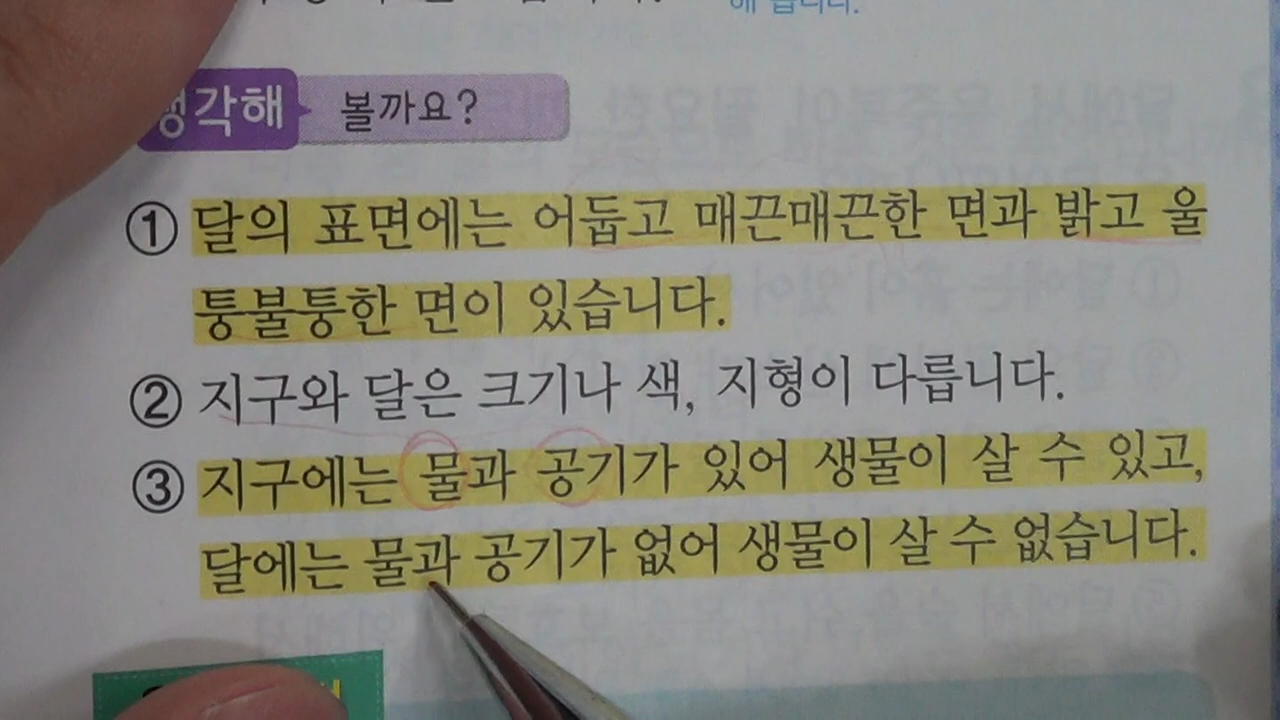 해 습니다.
생각해 볼까요?
① 달의 표면에는 어둡고 매끈매끈한 면과 밝고 울
퉁불퉁한 면이 있습니다.
② 지구와 달은 크기나 색, 지형이 다릅니다.
③ 지구에는 물과 공기가 있어 생물이 살 수 있고,
달에는 물과 공기가 없어 생물이 살 수 없습니다.